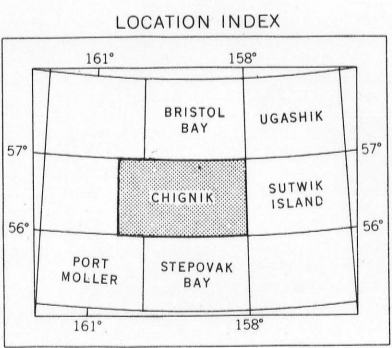 LOCATION INDEX
161° 158°
BRISTOL
BAY
UGASHIK
57° 57°
CHIGNIK
SUTWIK
ISLAND
56° 56°
PORT
MOLLER
STEPOVAK
BAY
161° 158°